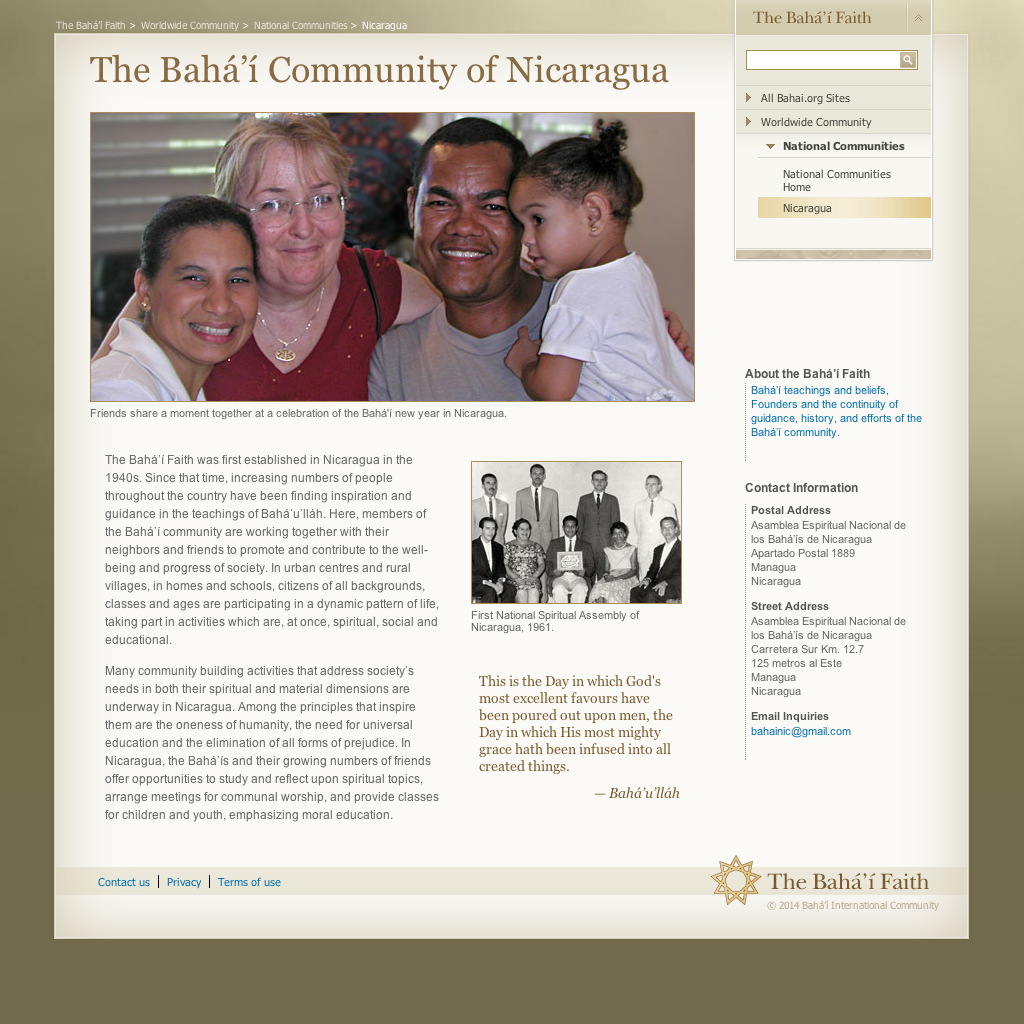 The Bahá’í Faith > Worldwide Community > National Communities > Nicaragua
The Bahá’í Faith
The Bahá’í Community of Nicaragua
All Bahai.org Sites
Worldwide Community
National Communities
National Communities
Home
Nicaragua
Friends share a moment together at a celebration of the Bahá'í new year in Nicaragua.
The Bahá’í Faith was first established in Nicaragua in the
1940s. Since that time, increasing numbers of people
throughout the country have been finding inspiration and
guidance in the teachings of Bahá’u’lláh. Here, members of
the Bahá’í community are working together with their
neighbors and friends to promote and contribute to the well-
being and progress of society. In urban centres and rural
villages, in homes and schools, citizens of all backgrounds,
classes and ages are participating in a dynamic pattern of life,
taking part in activities which are, at once, spiritual, social and
educational.
Many community building activities that address society’s
needs in both their spiritual and material dimensions are
underway in Nicaragua. Among the principles that inspire
them are the oneness of humanity, the need for universal
education and the elimination of all forms of prejudice. In
Nicaragua, the Bahá’ís and their growing numbers of friends
offer opportunities to study and reflect upon spiritual topics,
arrange meetings for communal worship, and provide classes
for children and youth, emphasizing moral education.
First National Spiritual Assembly of
Nicaragua, 1961.
This is the Day in which God's
most excellent favours have
been poured out upon men, the
Day in which His most mighty
grace hath been infused into all
created things.
— Bahá’u’lláh
About the Bahá’í Faith
Bahá’í teachings and beliefs,
Founders and the continuity of
guidance, history, and efforts of the
Bahá’í community.
Contact Information
Postal Address
Asamblea Espiritual Nacional de
los Bahá’ís de Nicaragua
Apartado Postal 1889
Managua
Nicaragua
Street Address
Asamblea Espiritual Nacional de
los Bahá’ís de Nicaragua
Carretera Sur Km. 12.7
125 metros al Este
Managua
Nicaragua
Email Inquiries
bahainic@gmail.com
Contact us | Privacy | Terms of use
The Bahá’í Faith
© 2014 Bahá’í International Community